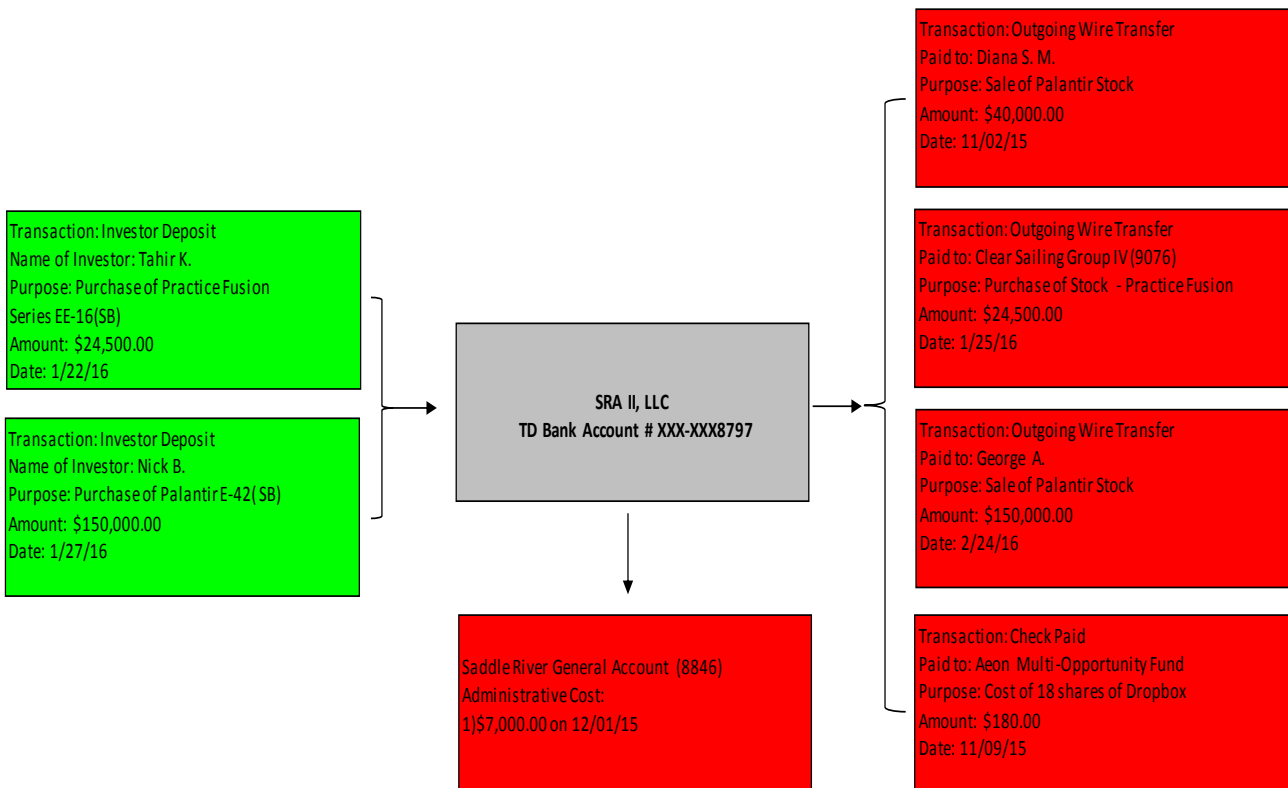 Transaction: Investor Deposit
Name of Investor: Tahir K.
Purpose: Purchase of Practice Fusion
Series EE-16(SB)
Amount: $24,500.00
Date: 1/22/16
Transaction: Investor Deposit
Name of Investor: Nick B.
Purpose: Purchase of Palantir E-42( SB)
Amount: $150,000.00
Date: 1/27/16
SRA II, LLC
TD Bank Account # XXX-XXX8797
Saddle River General Account (8846)
Administrative Cost:
1)$7,000.00 on 12/01/15
Transaction: Outgoing Wire Transfer
Paid to: Diana S. M.
Purpose: Sale of Palantir Stock
Amount: $40,000.00
Date: 11/02/15
Transaction: Outgoing Wire Transfer
Paid to: Clear Sailing Group IV (9076)
Purpose: Purchase of Stock - Practice Fusion
Amount: $24,500.00
Date: 1/25/16
Transaction: Outgoing Wire Transfer
Paid to: George A.
Purpose: Sale of Palantir Stock
Amount: $150,000.00
Date: 2/24/16
Transaction: Check Paid
Paid to: Aeon Multi-Opportunity Fund
Purpose: Cost of 18 shares of Dropbox
Amount: $180.00
Date: 11/09/15